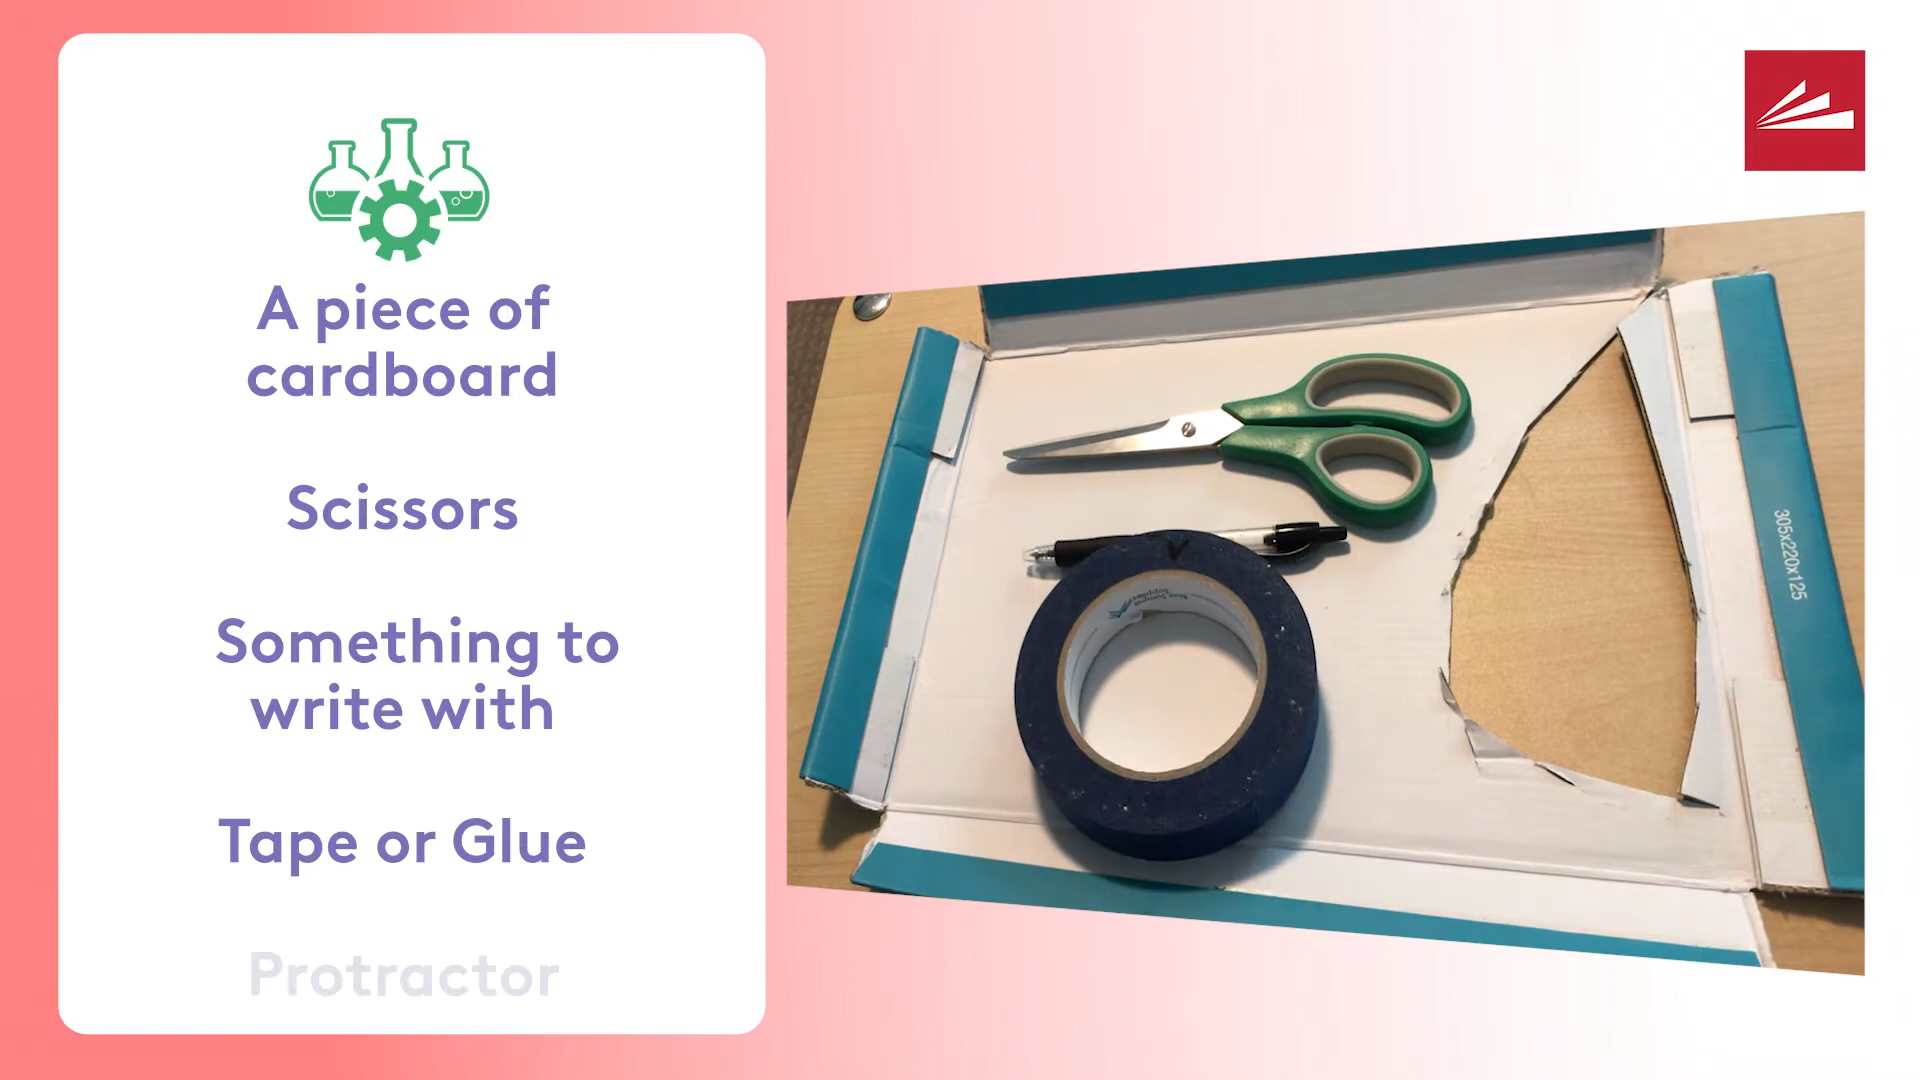 A piece of
cardboard
Scissors
Something to
write with
Tape or Glue
Protractor
305x220x125